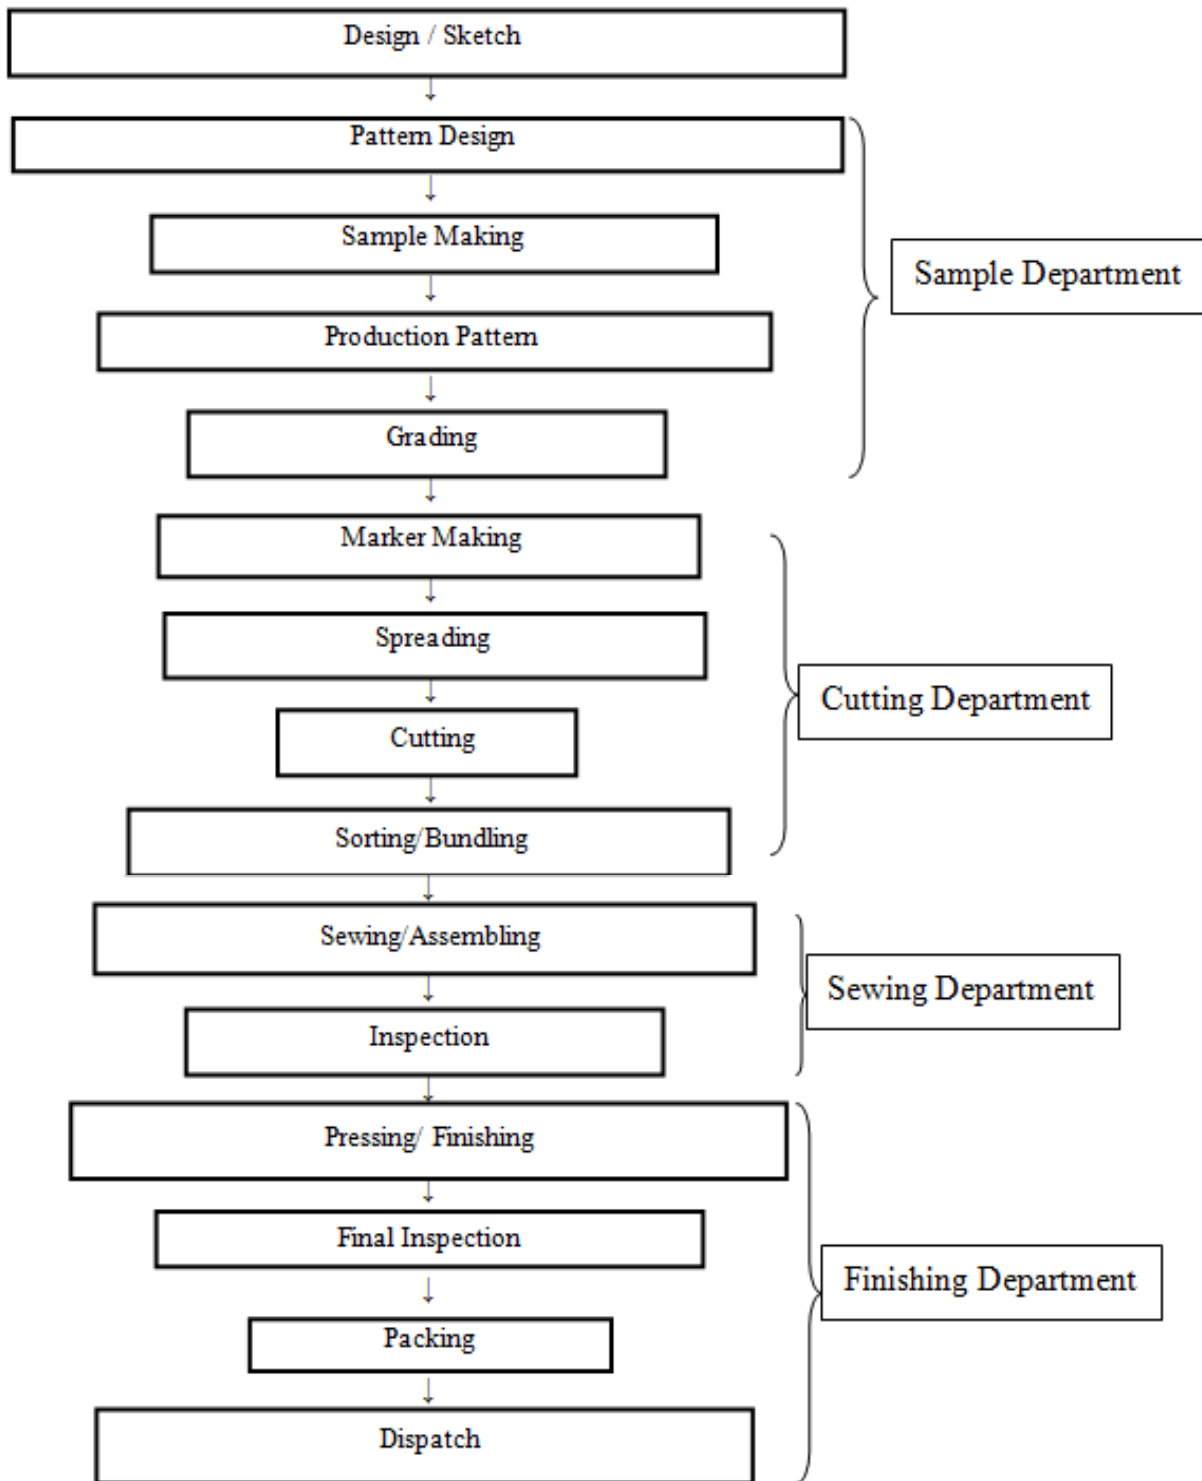 Design / Sketch
↓
Pattern Design
↓
Sample Making
Sample Department
↓
Production Pattern
↓
Grading
↓
Marker Making
↓
Spreading
↓
Cutting Department
Cutting
↓
Sorting/Bundling
↓
Sewing/Assembling
↓
Sewing Department
Inspection
↓
Pressing/ Finishing
↓
Final Inspection
↓
Finishing Department
Packing
↓
Dispatch